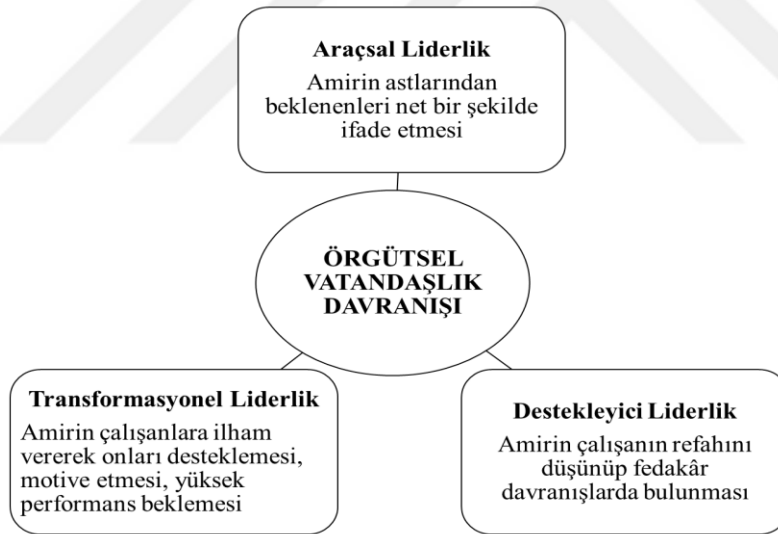 Araçsal Liderlik
Amirin astlarından
beklenenleri net bir şekilde
ifade etmesi
ÖRGÜTSEL
VATANDAŞLIK
DAVRANIŞI
Transformasyonel Liderlik
Amirin çalışanlara ilham
vererek onları desteklemesi,
motive etmesi, yüksek
performans beklemesi
Destekleyici Liderlik
Amirin çalışanın refahını
düşünüp fedakâr
davranışlarda bulunması